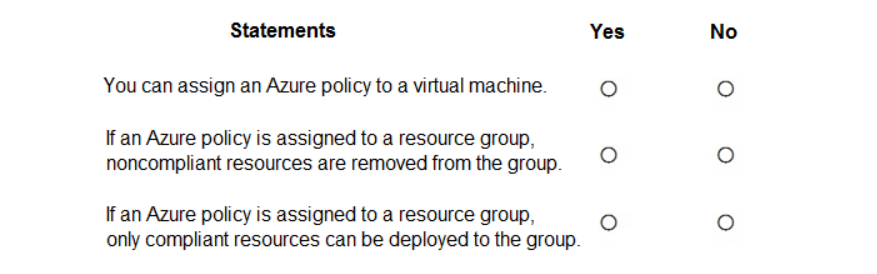 Statements Yes No
You can assign an Azure policy to a virtual machine.
If an Azure policy is assigned to a resource group,
noncompliant resources are removed from the group.
If an Azure policy is assigned to a resource group,
only compliant resources can be deployed to the group.